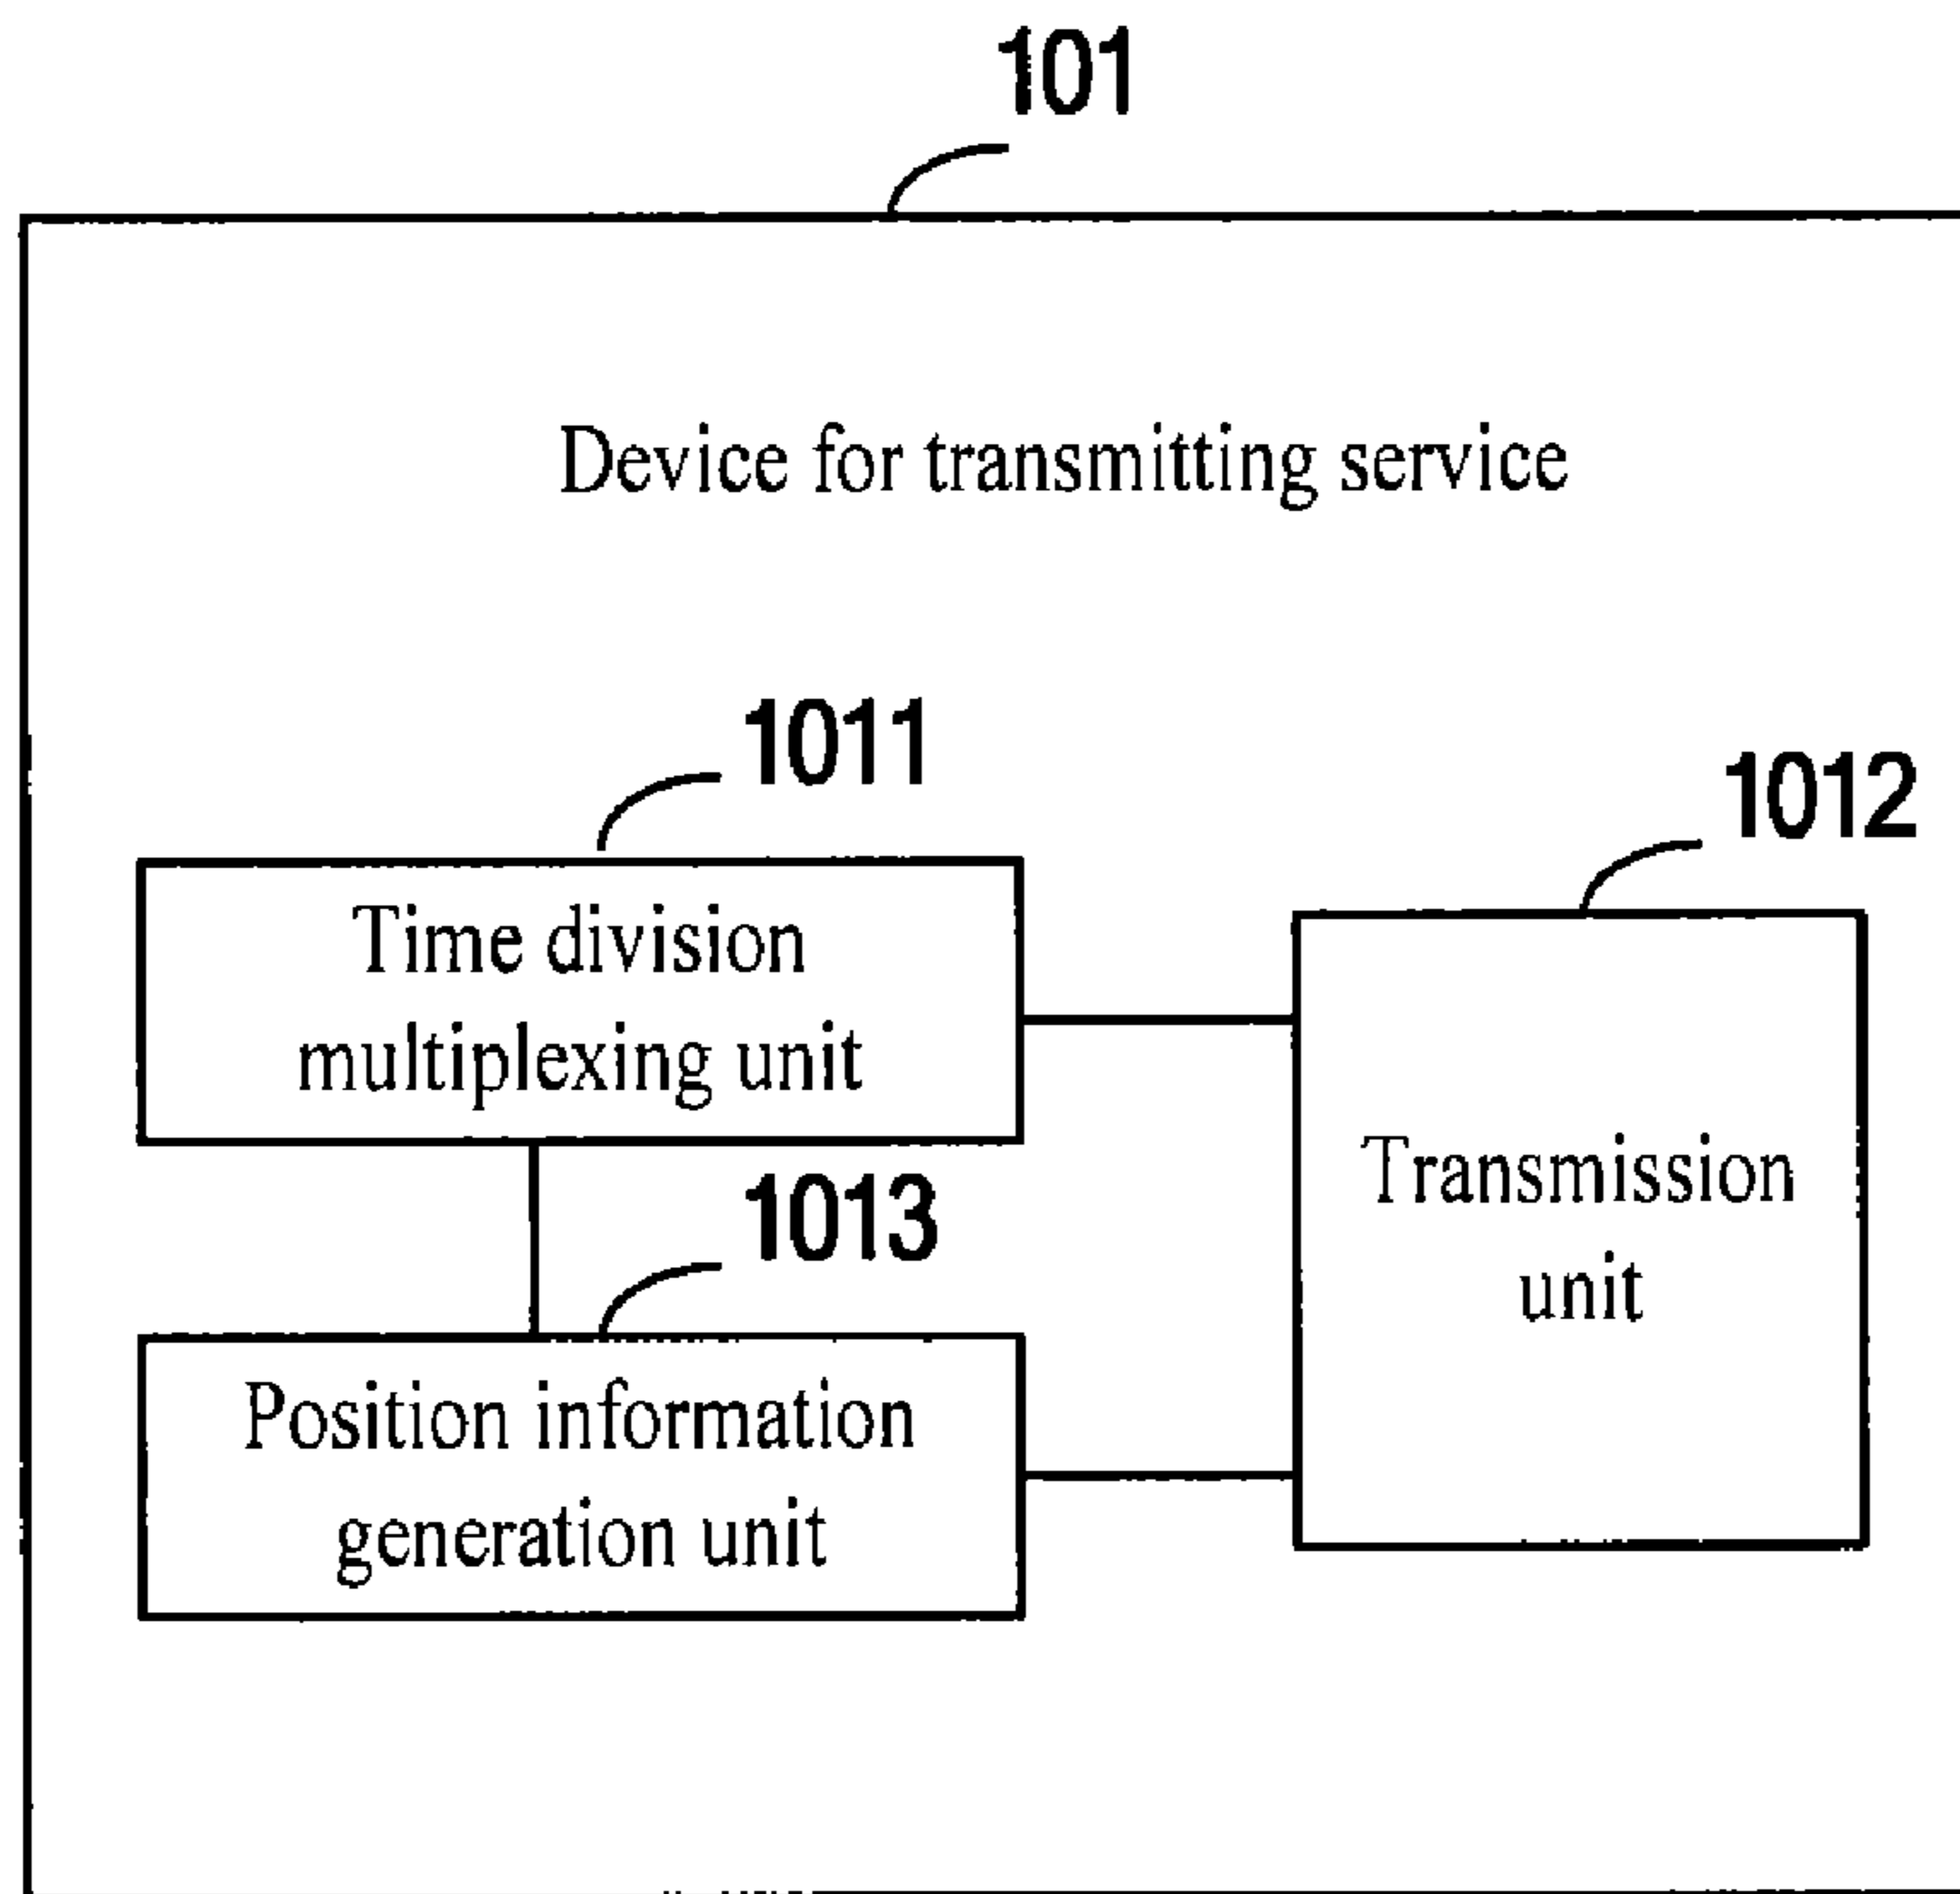 101
Device for transmitting service
1011
1012
Time division
multiplexing unit
Transmission
unit
1013
Position information
generation unit